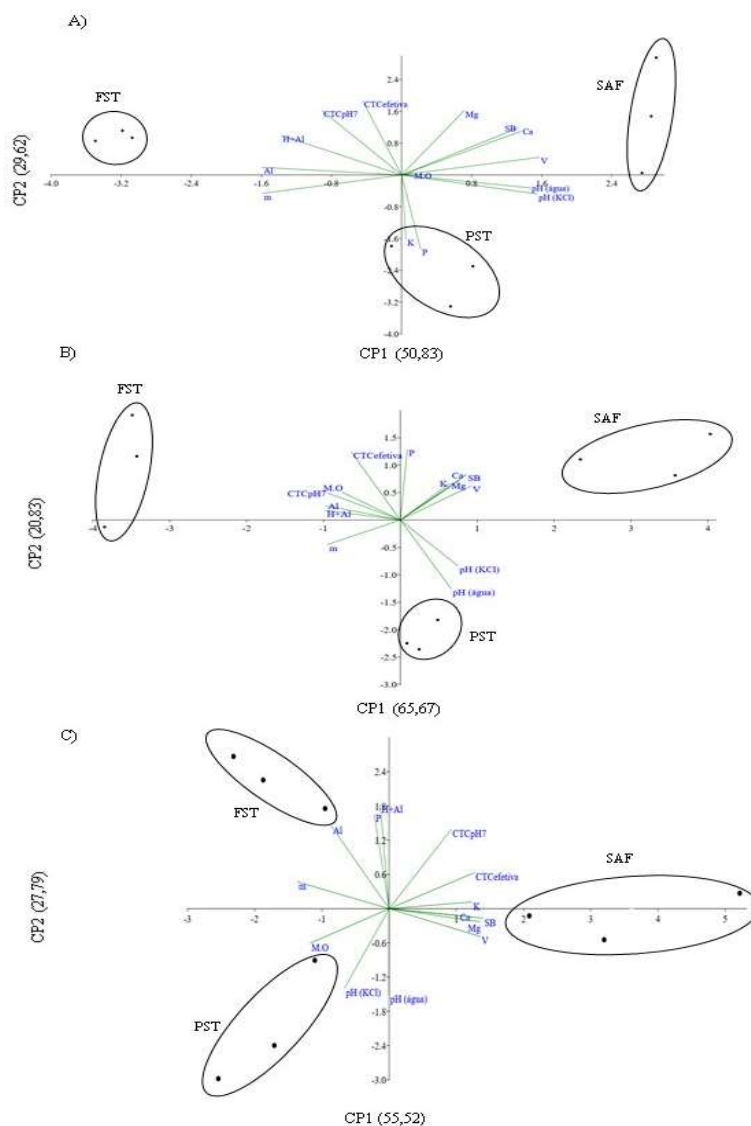 A)
FST
SAF
2.4
CTCefetiva
CTCpH7
1.6
Mg
SB
Ca
H+Al
0.8
V
Al
M.O
-4.0 -3.2 -2.4 -1.6 -0.8 0.8 2.4
m
pH (água)
pH (KCl)
-0.8
PST
K
P
-2.4
-3.2
-4.0
CP2 (29,62)
CP1 (50,83)
B)
FST
SAF
1.5
CTCefetiva
P
1.0
Ca
SB
K
Mg
V
M.O
CTCpH7
0.5
Al
H+Al
-4 -3 -2 -1 1 2 3 4
m
-0.5
pH (KCl)
-1.0
pH (água)
-1.5
-2.0
PST
-2.5
-3.0
CP2 (20,83)
CP1 (65,67)
C)
FST
2.4
H+Al
P
Al
CTCpH7
SAF
0.6
CTCefetiva
m
K
-2 -1 1 2 3 4 5
Ca
SB
Mg
V
-0.6
M.O
-1.2
pH (KCl)
pH (água)
-1.8
PST
-2.4
-3.0
CP2 (27,79)
CP1 (55,52)